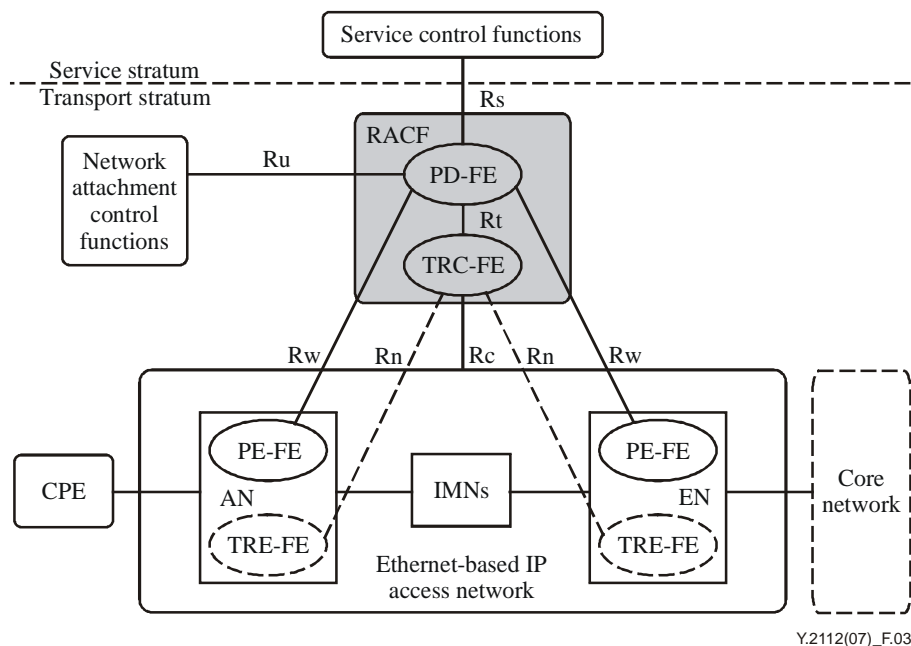 Service control functions
Service stratum
Transport stratum
Rs
RACF
Network
attachment
control
functions
Ru
PD-FE
Rt
TRC-FE
Rw
Rn
Rc
Rn
Rw
PE-FE
PE-FE
CPE
AN
IMNs
EN
Core
network
TRE-FE
TRE-FE
Ethernet-based IP
access network
Y.2112(07)_F.03